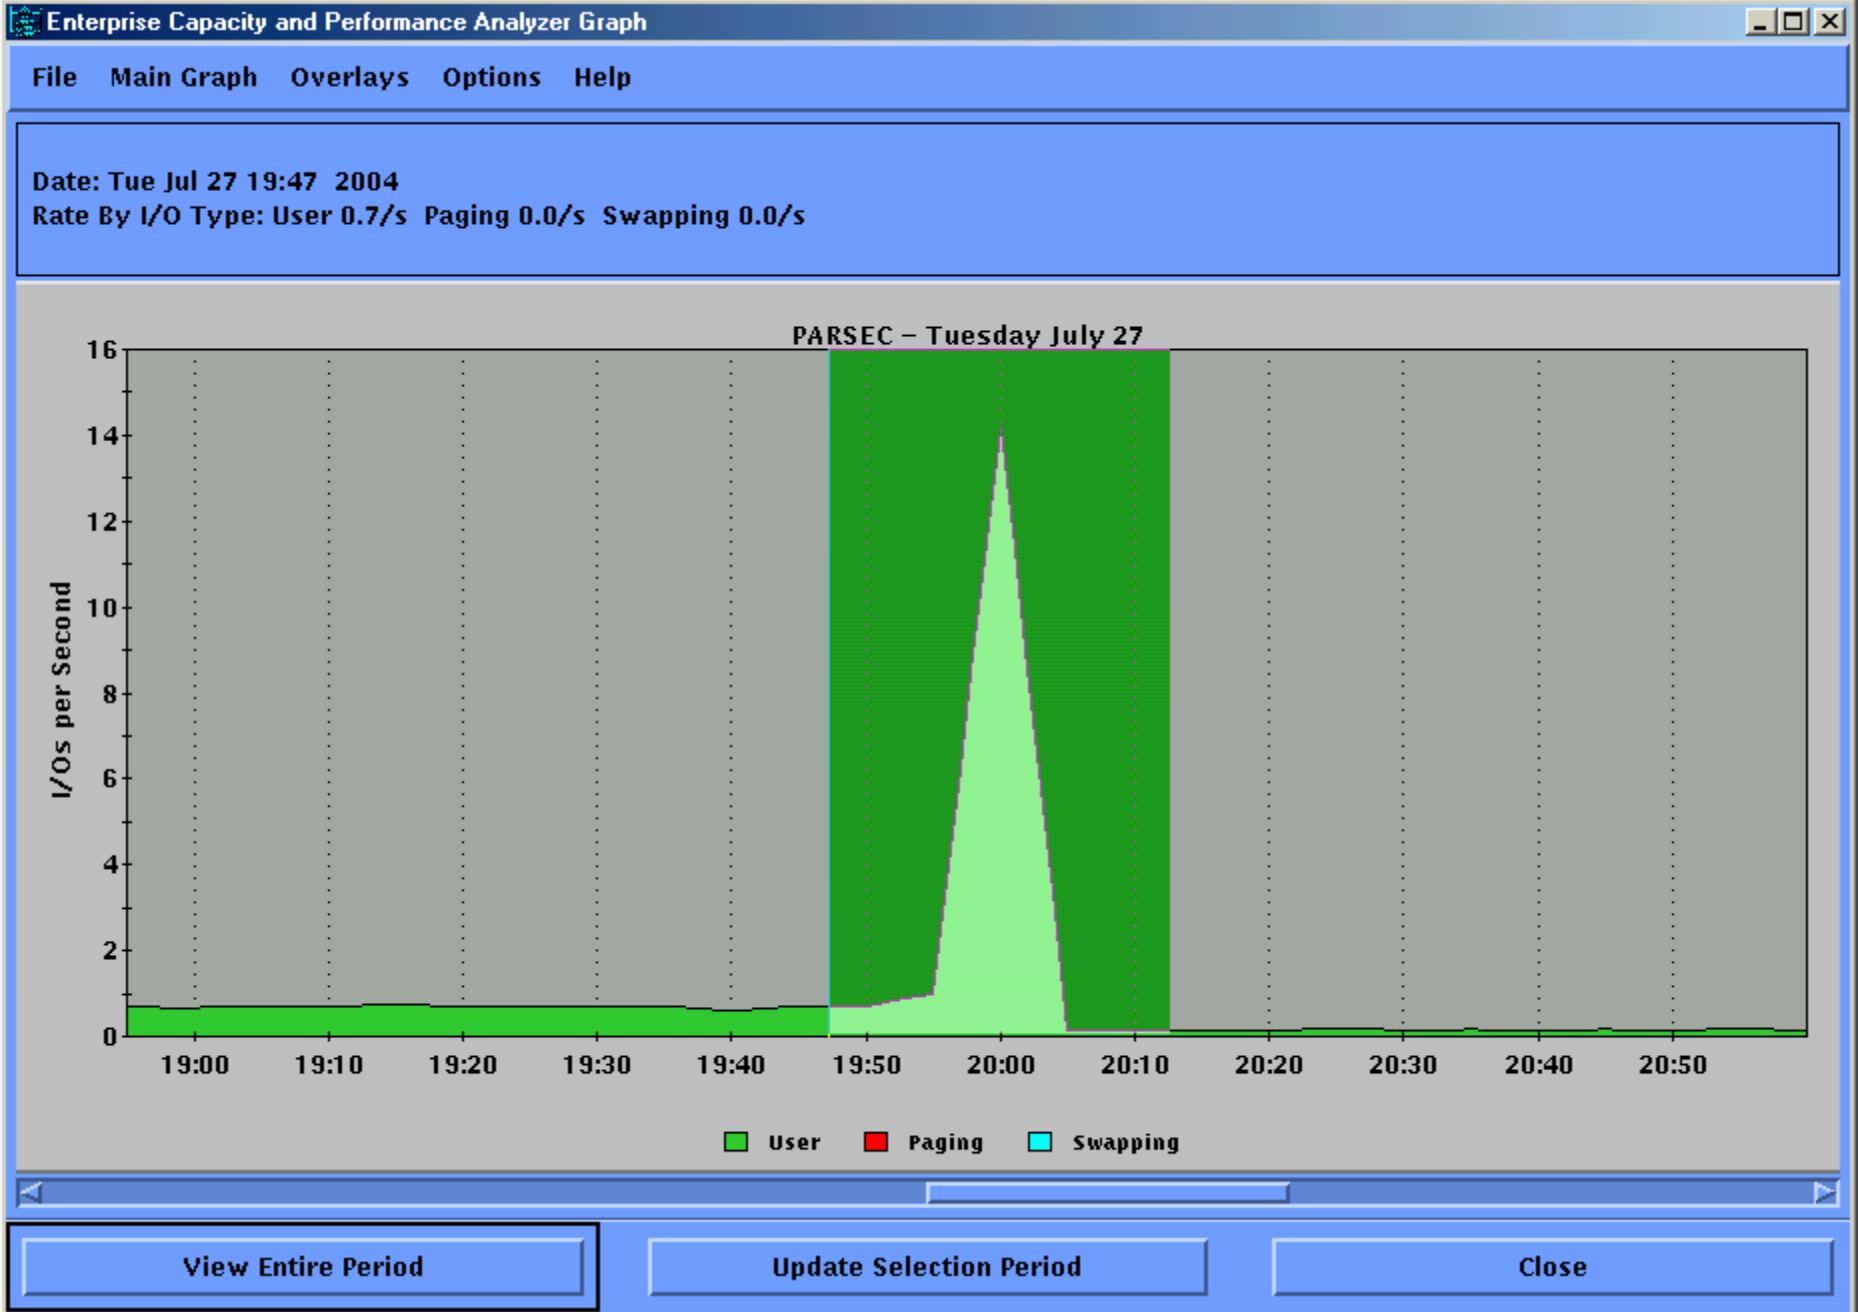 Enterprise Capacity and Performance Analyzer Graph
File Main Graph Overlays Options Help
Date: Tue Jul 27 19:47 2004
Rate By I/O Type: User 0.7/s Paging 0.0/s Swapping 0.0/s
PARSEC – Tuesday July 27
16
14
12
10
8
6
4
2
0
I/Os per Second
19:00 19:10 19:20 19:30 19:40 19:50 20:00 20:10 20:20 20:30 20:40 20:50
User Paging Swapping
View Entire Period Update Selection Period Close